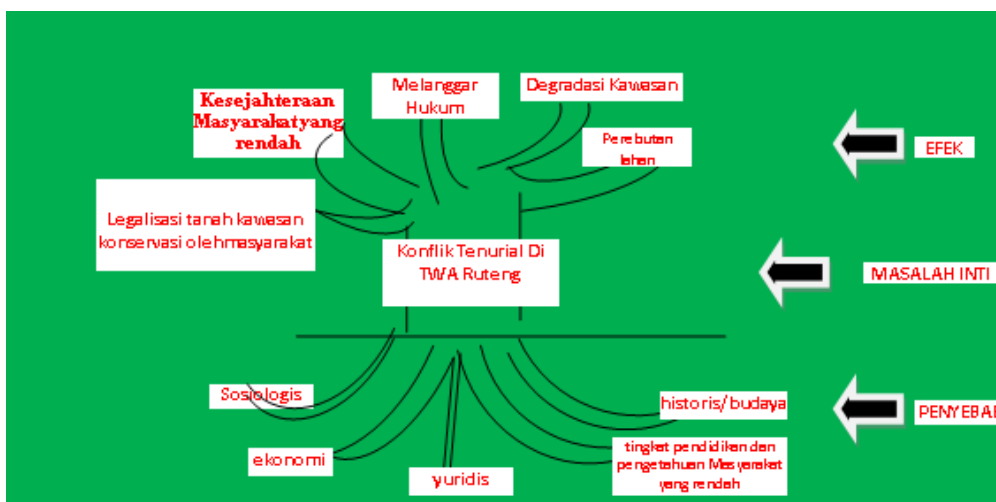 Melanggar
Hukum
Degradasi Kawasan
Kesejahteraan
Masyarakatyang
rendah
Perebutan
lahan
EFEK
Legalisasi tanah kawasan
konservasi olehmasyarakat
Konflik Tenurial Di
TWA Ruteng
MASALAH INTI
Sosiologis
historis/budaya
PENYEBAB
ekonomi
yuridis
tingkat pendidikan dan
pengetahuan Masyarakat
yang rendah